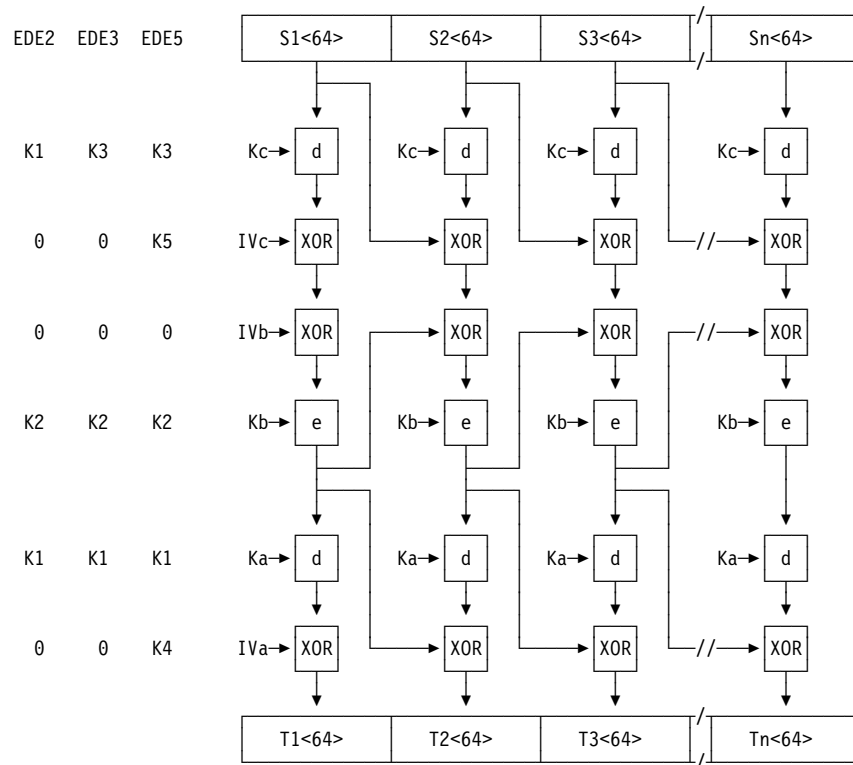 EDE2 EDE3 EDE5 S1<64> S2<64> S3<64> / / Sn<64>
K1 K3 K3 Kc d Kc d Kc d Kc d
0 0 K5 IVc XOR XOR XOR // XOR
0 0 0 IVb XOR XOR XOR // XOR
K2 K2 K2 Kb e Kb e Kb e Kb e
K1 K1 K1 Ka d Ka d Ka d Ka d
0 0 K4 IVa XOR XOR XOR // XOR
T1<64> T2<64> T3<64> / / Tn<64>